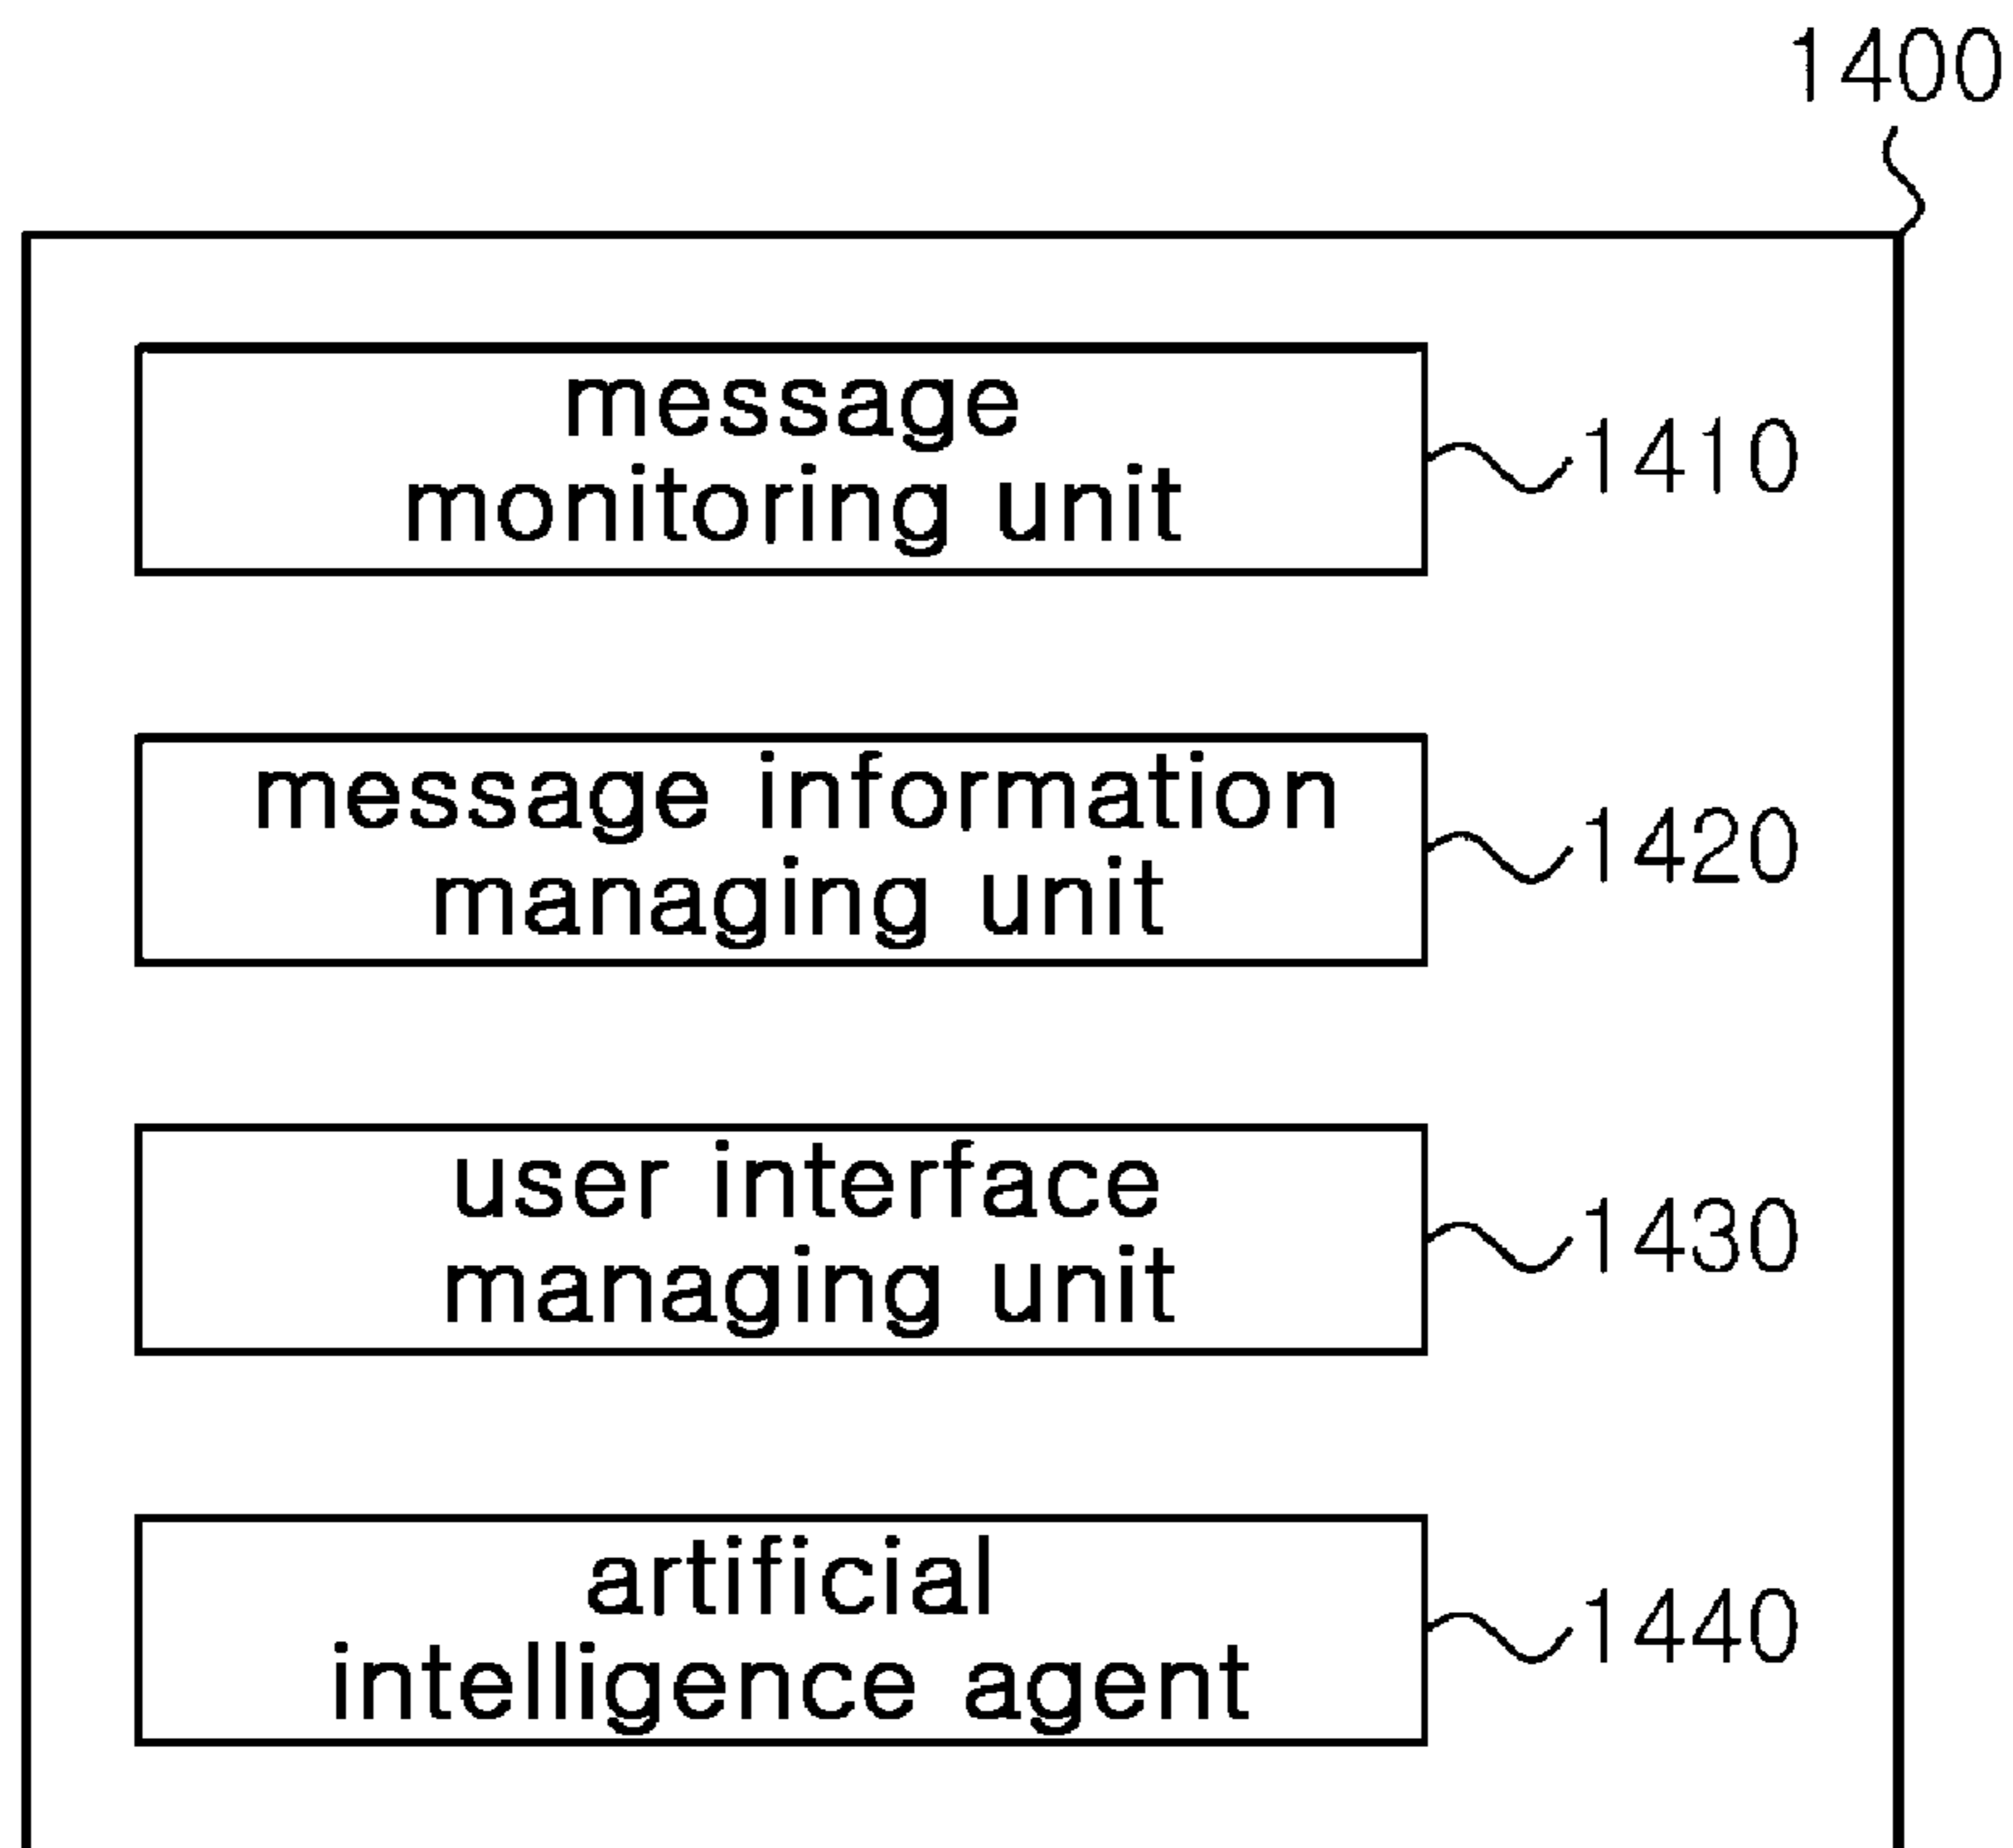 1400
message
monitoring unit
1410
message information
managing unit
1420
user interface
managing unit
1430
artificial
intelligence agent
1440